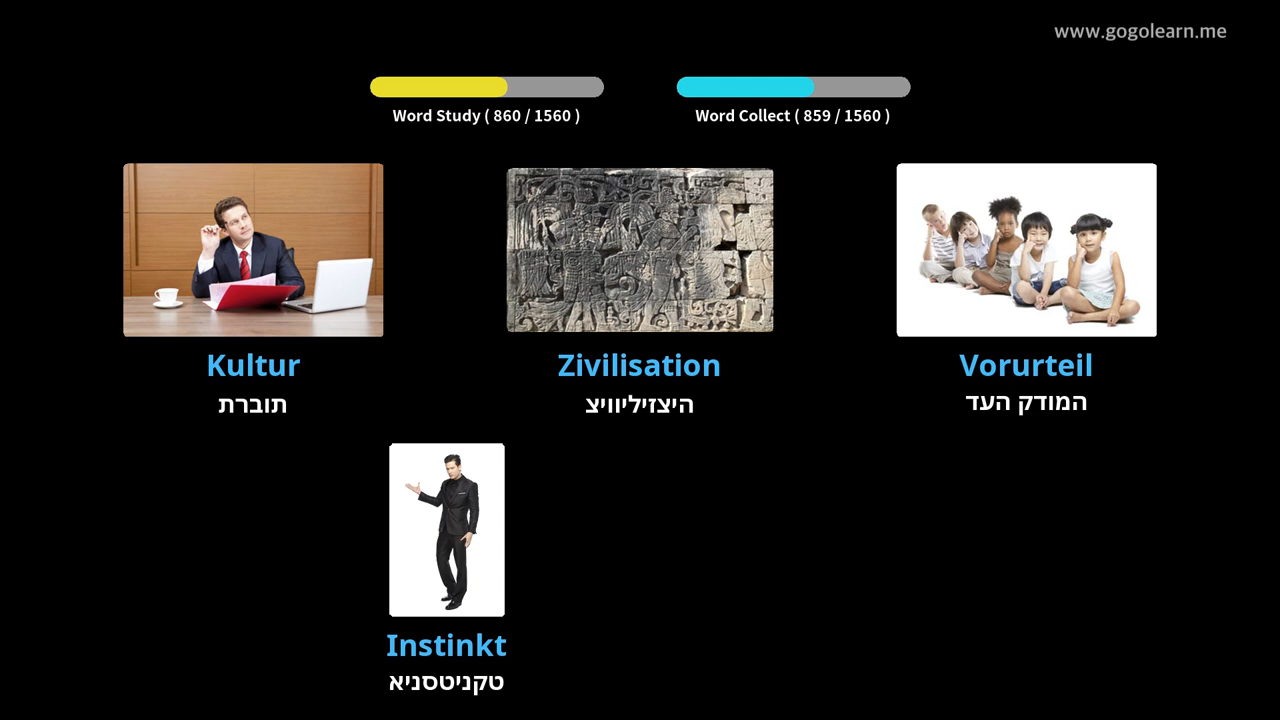 www.gogolearn.me
Word Study ( 860 / 1560 )
Word Collect ( 859 / 1560 )
Kultur
תוברת
Zivilisation
היצזיליוויצ
Vorurteil
המודק העד
Instinkt
טקניטסניא